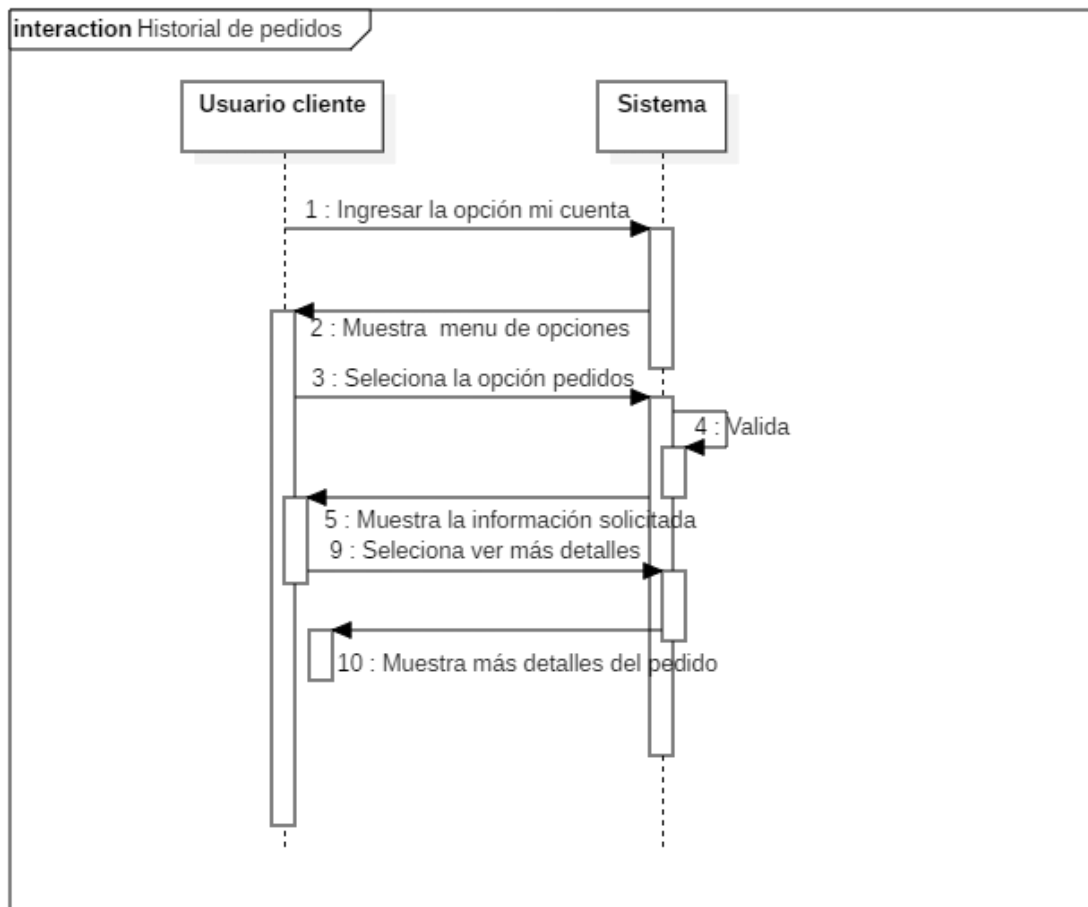 interaction Historial de pedidos
Usuario cliente
Sistema
1 : Ingresar la opción mi cuenta
2 : Muestra  menu de opciones
3 : Seleciona la opción pedidos
4 : Valida
5 : Muestra la información solicitada
9 : Seleciona ver más detalles
10 : Muestra más detalles del pedido